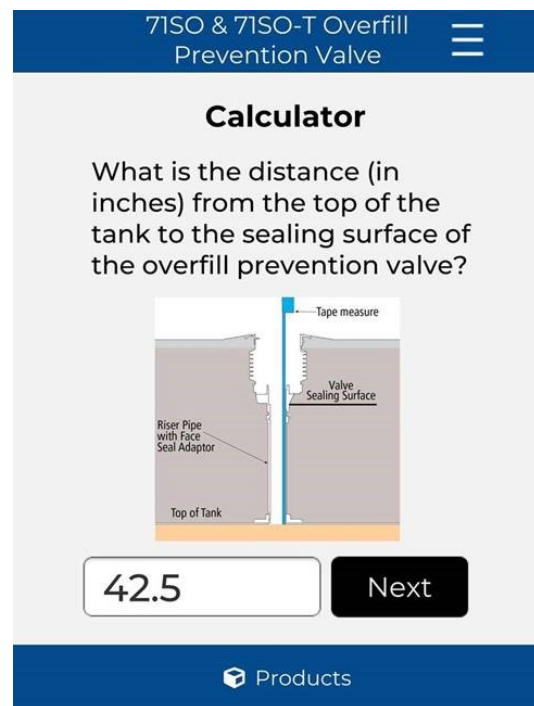 71SO & 71SO-T Overfill
Prevention Valve
Calculator
What is the distance (in
inches) from the top of the
tank to the sealing surface of
the overfill prevention valve?
Tape measure
Valve
Sealing Surface
Riser Pipe
with Face
Seal Adaptor
Top of Tank
42.5
Next
Products